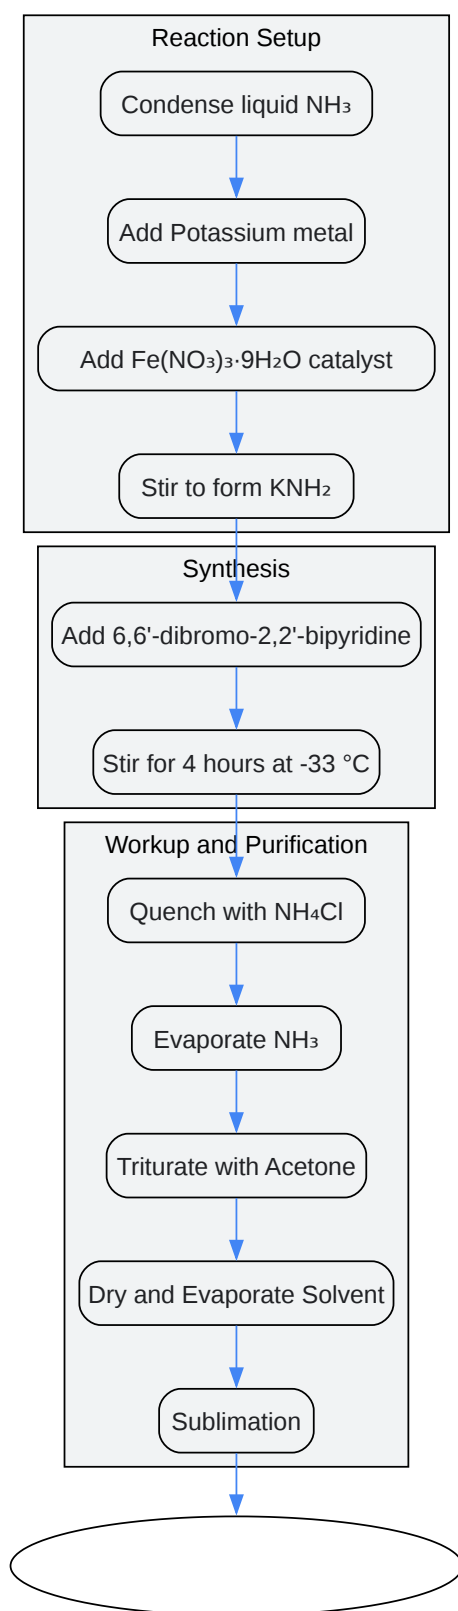 Reaction Setup
Condense liquid NH₃
Add Potassium metal
Add Fe(NO₃)₃·9H₂O catalyst
Stir to form KNH₂
Synthesis
Add 6,6'-dibromo-2,2'-bipyridine
Stir for 4 hours at -33 °C
Workup and Purification
Quench with NH₄Cl
Evaporate NH₃
Triturate with Acetone
Dry and Evaporate Solvent
Sublimation